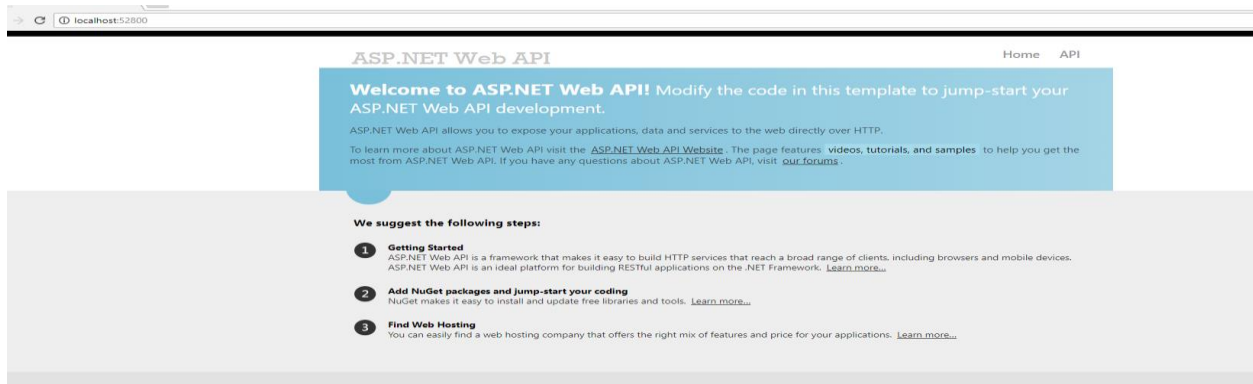 localhost:52800
ASP.NET Web API
Home API
Welcome to ASP.NET Web API! Modify the code in this template to jump-start your
ASP.NET Web API development.
ASP.NET Web API allows you to expose your applications, data and services to the web directly over HTTP.
To learn more about ASP.NET Web API visit the ASP.NET Web API Website . The page features videos, tutorials, and samples to help you get the
most from ASP.NET Web API. If you have any questions about ASP.NET Web API, visit our forums .
We suggest the following steps:
1 Getting Started
ASP.NET Web API is a framework that makes it easy to build HTTP services that reach a broad range of clients, including browsers and mobile devices.
ASP.NET Web API is an ideal platform for building RESTful applications on the .NET Framework. Learn more...
2 Add NuGet packages and jump-start your coding
NuGet makes it easy to install and update free libraries and tools. Learn more...
3 Find Web Hosting
You can easily find a web hosting company that offers the right mix of features and price for your applications. Learn more...